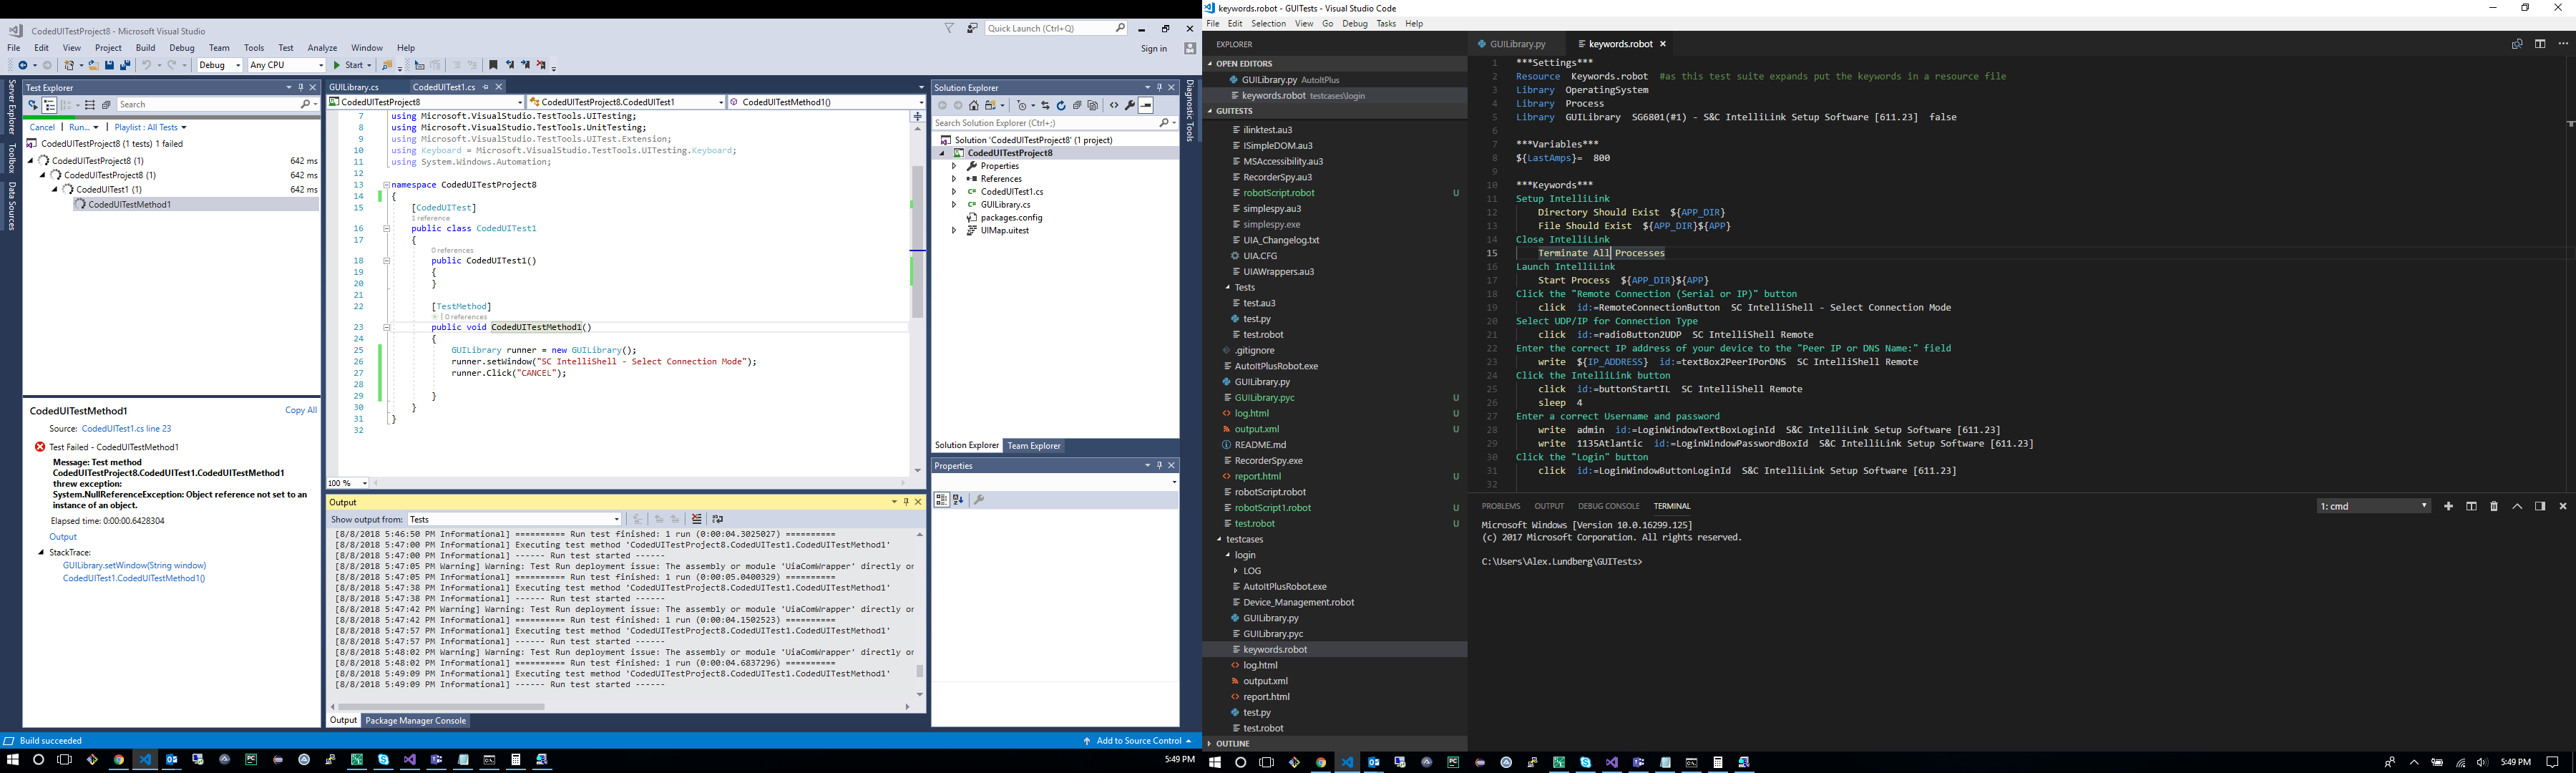 CodedUITestProject8 - Microsoft Visual Studio
Quick Launch (Ctrl+Q)
File Edit View Project Build Debug Team Tools Test Analyze Window Help
Sign in
Debug Any CPU Start
Server Explorer
Toolbox
Data Sources
Test Explorer
Search
Cancel Run... Playlist : All Tests
CodedUITestProject8 (1 tests) 1 failed
CodedUITestProject8 (1) 642 ms
CodedUITestProject8 (1) 642 ms
CodedUITest1 (1) 642 ms
CodedUITestMethod1
CodedUITestMethod1 Copy All
Source: CodedUITest1.cs line 23
Test Failed - CodedUITestMethod1
Message: Test method
CodedUITestProject8.CodedUITest1.CodedUITestMethod1
threw exception:
System.NullReferenceException: Object reference not set to an
instance of an object.
Elapsed time: 0:00:00.6428304
Output
StackTrace:
GUILibrary.setWindow(String window)
CodedUITest1.CodedUITestMethod1()
GUILibrary.cs CodedUITest1.cs
CodedUITestProject8 CodedUITestProject8.CodedUITest1 CodedUITestMethod1()
7 using Microsoft.VisualStudio.TestTools.UITesting;
8 using Microsoft.VisualStudio.TestTools.UnitTesting;
9 using Microsoft.VisualStudio.TestTools.UITest.Extension;
10 using Keyboard = Microsoft.VisualStudio.TestTools.UITesting.Keyboard;
11 using System.Windows.Automation;
12
13 namespace CodedUITestProject8
14 {
15 [CodedUITest]
1 reference
16 public class CodedUITest1
17 {
0 references
18 public CodedUITest1()
19 {
20 }
21
22 [TestMethod]
| 0 references
23 public void CodedUITestMethod1()
24 {
25 GUILibrary runner = new GUILibrary();
26 runner.setWindow("SC IntelliShell - Select Connection Mode");
27 runner.Click("CANCEL");
28
29 }
30 }
31 }
32
100 %
Output
Show output from: Tests
[8/8/2018 5:46:50 PM Informational] ========== Run test finished: 1 run (0:00:04.3025027) ==========
[8/8/2018 5:47:00 PM Informational] Executing test method 'CodedUITestProject8.CodedUITest1.CodedUITestMethod1'
[8/8/2018 5:47:00 PM Informational] ------ Run test started ------
[8/8/2018 5:47:05 PM Warning] Warning: Test Run deployment issue: The assembly or module 'UiaComWrapper' directly or
[8/8/2018 5:47:05 PM Informational] ========== Run test finished: 1 run (0:00:05.0400329) ==========
[8/8/2018 5:47:38 PM Informational] Executing test method 'CodedUITestProject8.CodedUITest1.CodedUITestMethod1'
[8/8/2018 5:47:38 PM Informational] ------ Run test started ------
[8/8/2018 5:47:42 PM Warning] Warning: Test Run deployment issue: The assembly or module 'UiaComWrapper' directly or
[8/8/2018 5:47:42 PM Informational] ========== Run test finished: 1 run (0:00:04.1502523) ==========
[8/8/2018 5:47:57 PM Informational] Executing test method 'CodedUITestProject8.CodedUITest1.CodedUITestMethod1'
[8/8/2018 5:47:57 PM Informational] ------ Run test started ------
[8/8/2018 5:48:02 PM Warning] Warning: Test Run deployment issue: The assembly or module 'UiaComWrapper' directly or
[8/8/2018 5:48:02 PM Informational] ========== Run test finished: 1 run (0:00:04.6837296) ==========
[8/8/2018 5:49:09 PM Informational] Executing test method 'CodedUITestProject8.CodedUITest1.CodedUITestMethod1'
[8/8/2018 5:49:09 PM Informational] ------ Run test started ------
Output Package Manager Console
Solution Explorer
Search Solution Explorer (Ctrl+;)
Solution 'CodedUITestProject8' (1 project)
CodedUITestProject8
Properties
References
CodedUITest1.cs
GUILibrary.cs
packages.config
UIMap.uitest
Solution Explorer Team Explorer
Properties
Diagnostic Tools
Build succeeded
Add to Source Control
5:49 PM
keywords.robot - GUITests - Visual Studio Code
File Edit Selection View Go Debug Tasks Help
EXPLORER
OPEN EDITORS
GUILibrary.py AutoItPlus
keywords.robot testcases\login
GUITESTS
ilinktest.au3
ISimpleDOM.au3
MSAccessibility.au3
RecorderSpy.au3
robotScript.robot U
simplespy.au3
simplespy.exe
UIA_Changelog.txt
UIA.CFG
UIAWrappers.au3
Tests
test.au3
test.py
test.robot
.gitignore
AutoItPlusRobot.exe
GUILibrary.py
GUILibrary.pyc U
log.html U
output.xml U
README.md
RecorderSpy.exe
report.html U
robotScript.robot
robotScript1.robot U
test.robot U
testcases
login
LOG
AutoItPlusRobot.exe
Device_Management.robot
GUILibrary.py
GUILibrary.pyc
keywords.robot
log.html
output.xml
report.html
test.py
test.robot
OUTLINE
GUILibrary.py keywords.robot
1 ***Settings***
2 Resource Keywords.robot #as this test suite expands put the keywords in a resource file
3 Library OperatingSystem
4 Library Process
5 Library GUILibrary SG6801(#1) - S&C IntelliLink Setup Software [611.23] false
6
7 ***Variables***
8 ${LastAmps}= 800
9
10 ***Keywords***
11 Setup IntelliLink
12 Directory Should Exist ${APP_DIR}
13 File Should Exist ${APP_DIR}${APP}
14 Close IntelliLink
15 Terminate All Processes
16 Launch IntelliLink
17 Start Process ${APP_DIR}${APP}
18 Click the "Remote Connection (Serial or IP)" button
19 click id:=RemoteConnectionButton SC IntelliShell - Select Connection Mode
20 Select UDP/IP for Connection Type
21 click id:=radioButton2UDP SC IntelliShell Remote
22 Enter the correct IP address of your device to the "Peer IP or DNS Name:" field
23 write ${IP_ADDRESS} id:=textBox2PeerIPorDNS SC IntelliShell Remote
24 Click the IntelliLink button
25 click id:=buttonStartIL SC IntelliShell Remote
26 sleep 4
27 Enter a correct Username and password
28 write admin id:=LoginWindowTextBoxLoginId S&C IntelliLink Setup Software [611.23]
29 write 1135Atlantic id:=LoginWindowPasswordBoxId S&C IntelliLink Setup Software [611.23]
30 Click the "Login" button
31 click id:=LoginWindowButtonLoginId S&C IntelliLink Setup Software [611.23]
32
PROBLEMS OUTPUT DEBUG CONSOLE TERMINAL
1: cmd
Microsoft Windows [Version 10.0.16299.125]
(c) 2017 Microsoft Corporation. All rights reserved.
C:\Users\Alex.Lundberg\GUITests>
5:49 PM